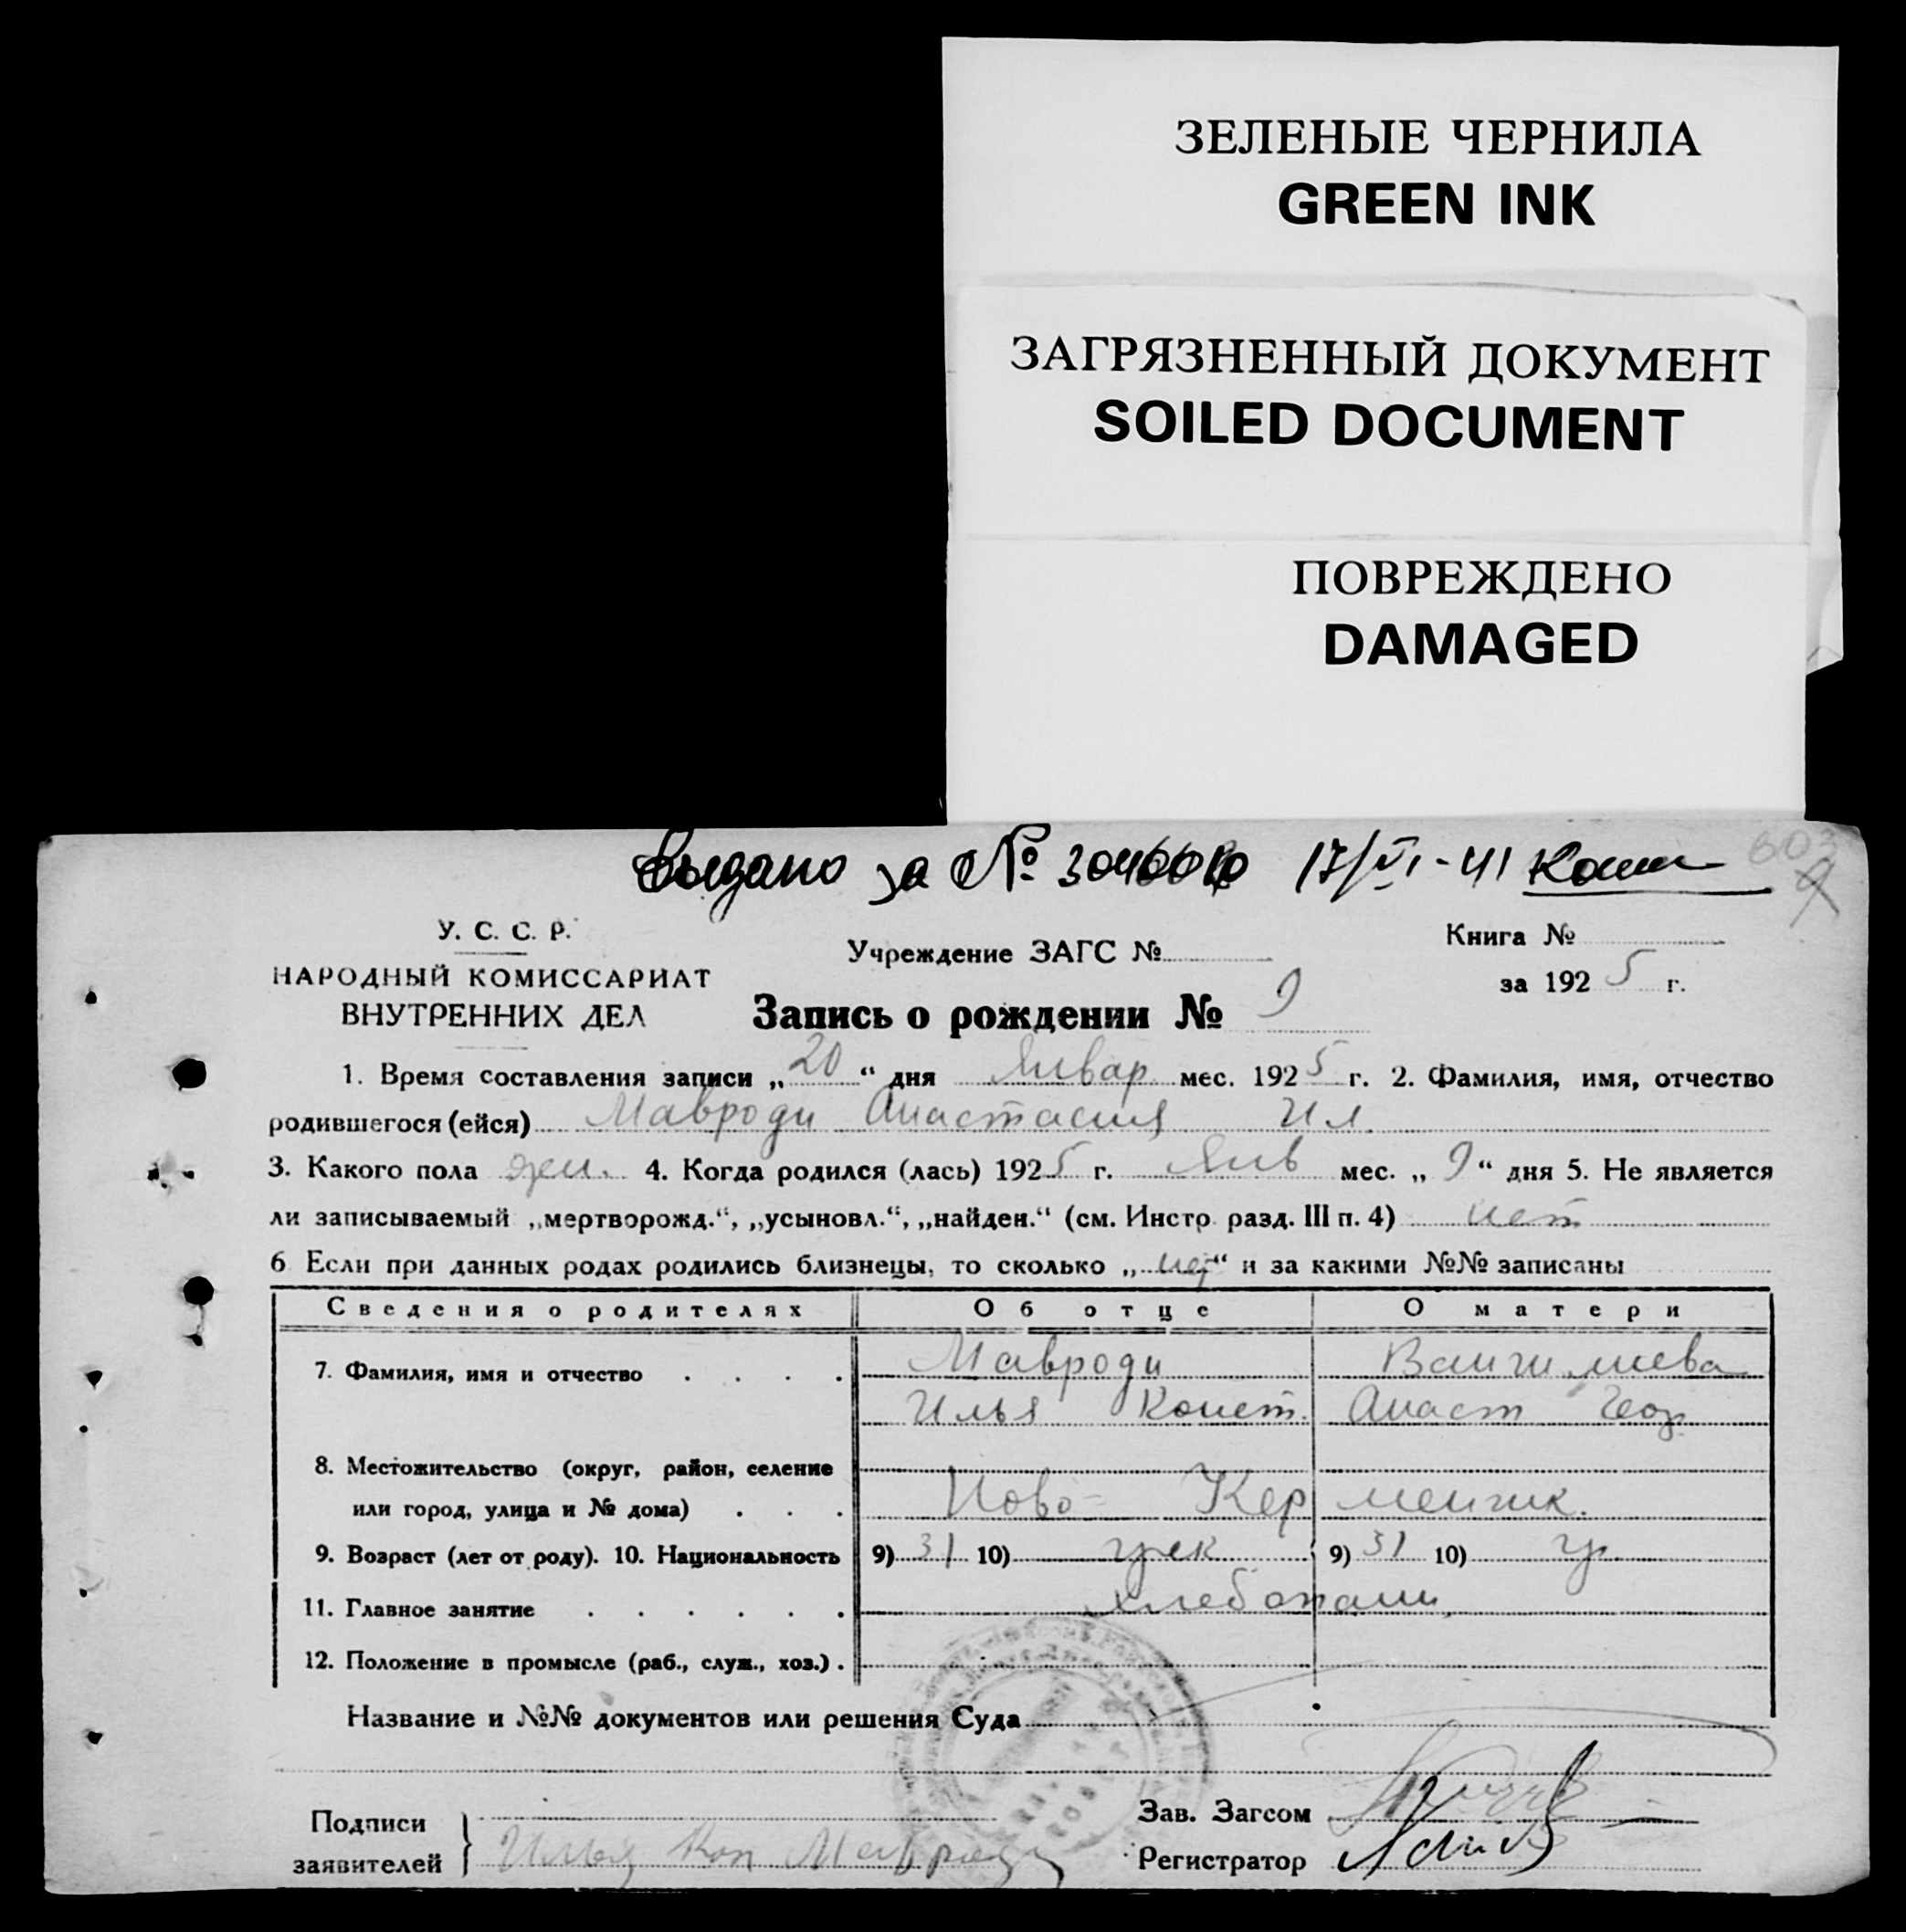 ЗЕЛЕНЫЕ ЧЕРНИЛА
GREEN INK
ЗАГРЯЗНЕННЫЙ ДОКУМЕНТ
SOILED DOCUMENT
ПОВРЕЖДЕНО
DAMAGED
Выдано за № 17/VI-41
У. С. С. Р.
НАРОДНЫЙ КОМИССАРИАТ
ВНУТРЕННИХ ДЕЛ
Учреждение ЗАГС №
Книга №
за 1925 г.
Запись о рождении № 9
1. Время составления записи „20“ дня Январ мес. 1925 г. 2. Фамилия, имя, отчество
родившегося (ейся) Мавроди Анастасия Ил
3. Какого пола жен. 4. Когда родился (лась) 1925 г. Янв мес. „9“ дня 5. Не является
ли записываемый „мертворожд.“, „усыновл.“, „найден.“ (см. Инстр. разд. III п. 4) нет
6 Если при данных родах родились близнецы, то сколько „нет“ и за какими №№ записаны
Сведения о родителях Об отце О матери
7. Фамилия, имя и отчество . . . . Мавроди
Илья Конст. Анаст Геор
8. Местожительство (округ, район, селение
или город, улица и № дома) . . . Ново-Керменчик.
9. Возраст (лет от роду). 10. Национальность 9) 31 10) грек 9) 31 10) гр.
11. Главное занятие . . . . . . хлебопаш.
12. Положение в промысле (раб., служ., хоз.) .
Название и №№ документов или решения Суда
Подписи
заявителей Илья Кон Мавроди
Зав. Загсом
Регистратор